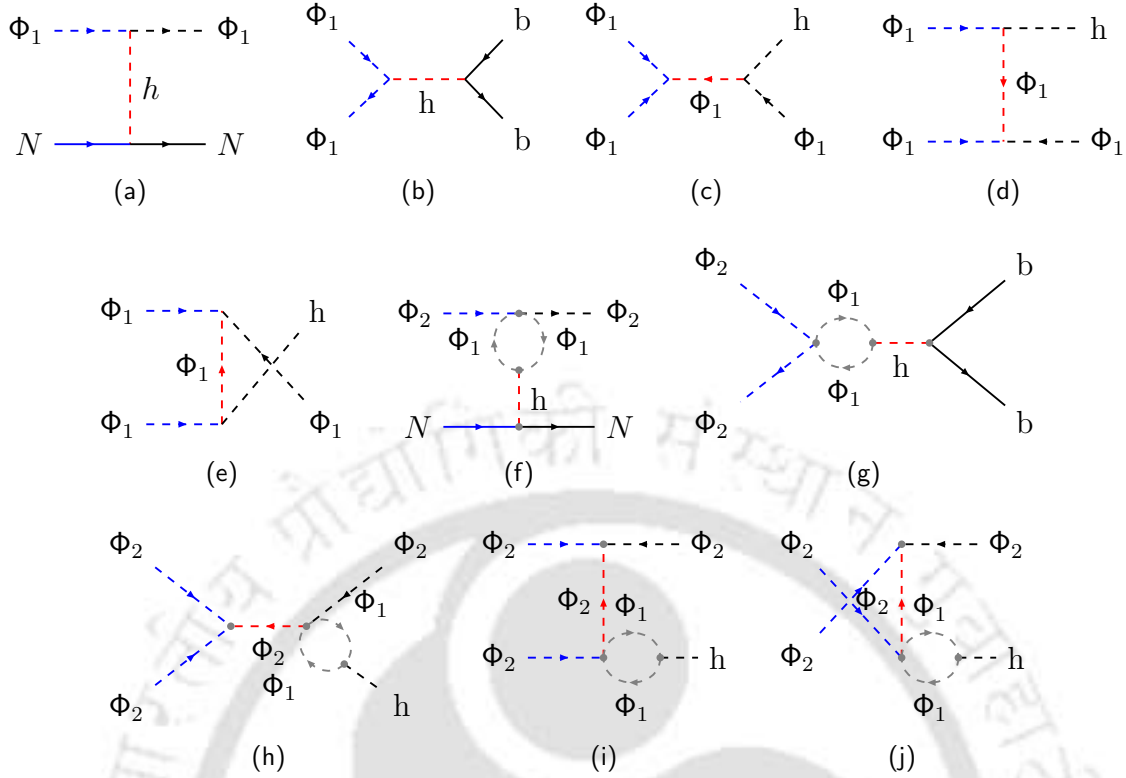 Φ₁ Φ₁ h N N
Φ₁ Φ₁ h b b
Φ₁ Φ₁ Φ₁ h Φ₁
Φ₁ h Φ₁ Φ₁ Φ₁
(a) (b) (c) (d)
Φ₁ h Φ₁ Φ₁ Φ₁
Φ₂ Φ₂ Φ₁ Φ₁ h N N
Φ₂ Φ₁ b Φ₁ h Φ₂ b
(e) (f) (g)
Φ₂ Φ₂ Φ₁ Φ₂ Φ₁ Φ₂ h
Φ₂ Φ₂ Φ₂ Φ₁ Φ₂ h Φ₁
Φ₂ Φ₂ Φ₂ Φ₁ Φ₂ h Φ₁
(h) (i) (j)